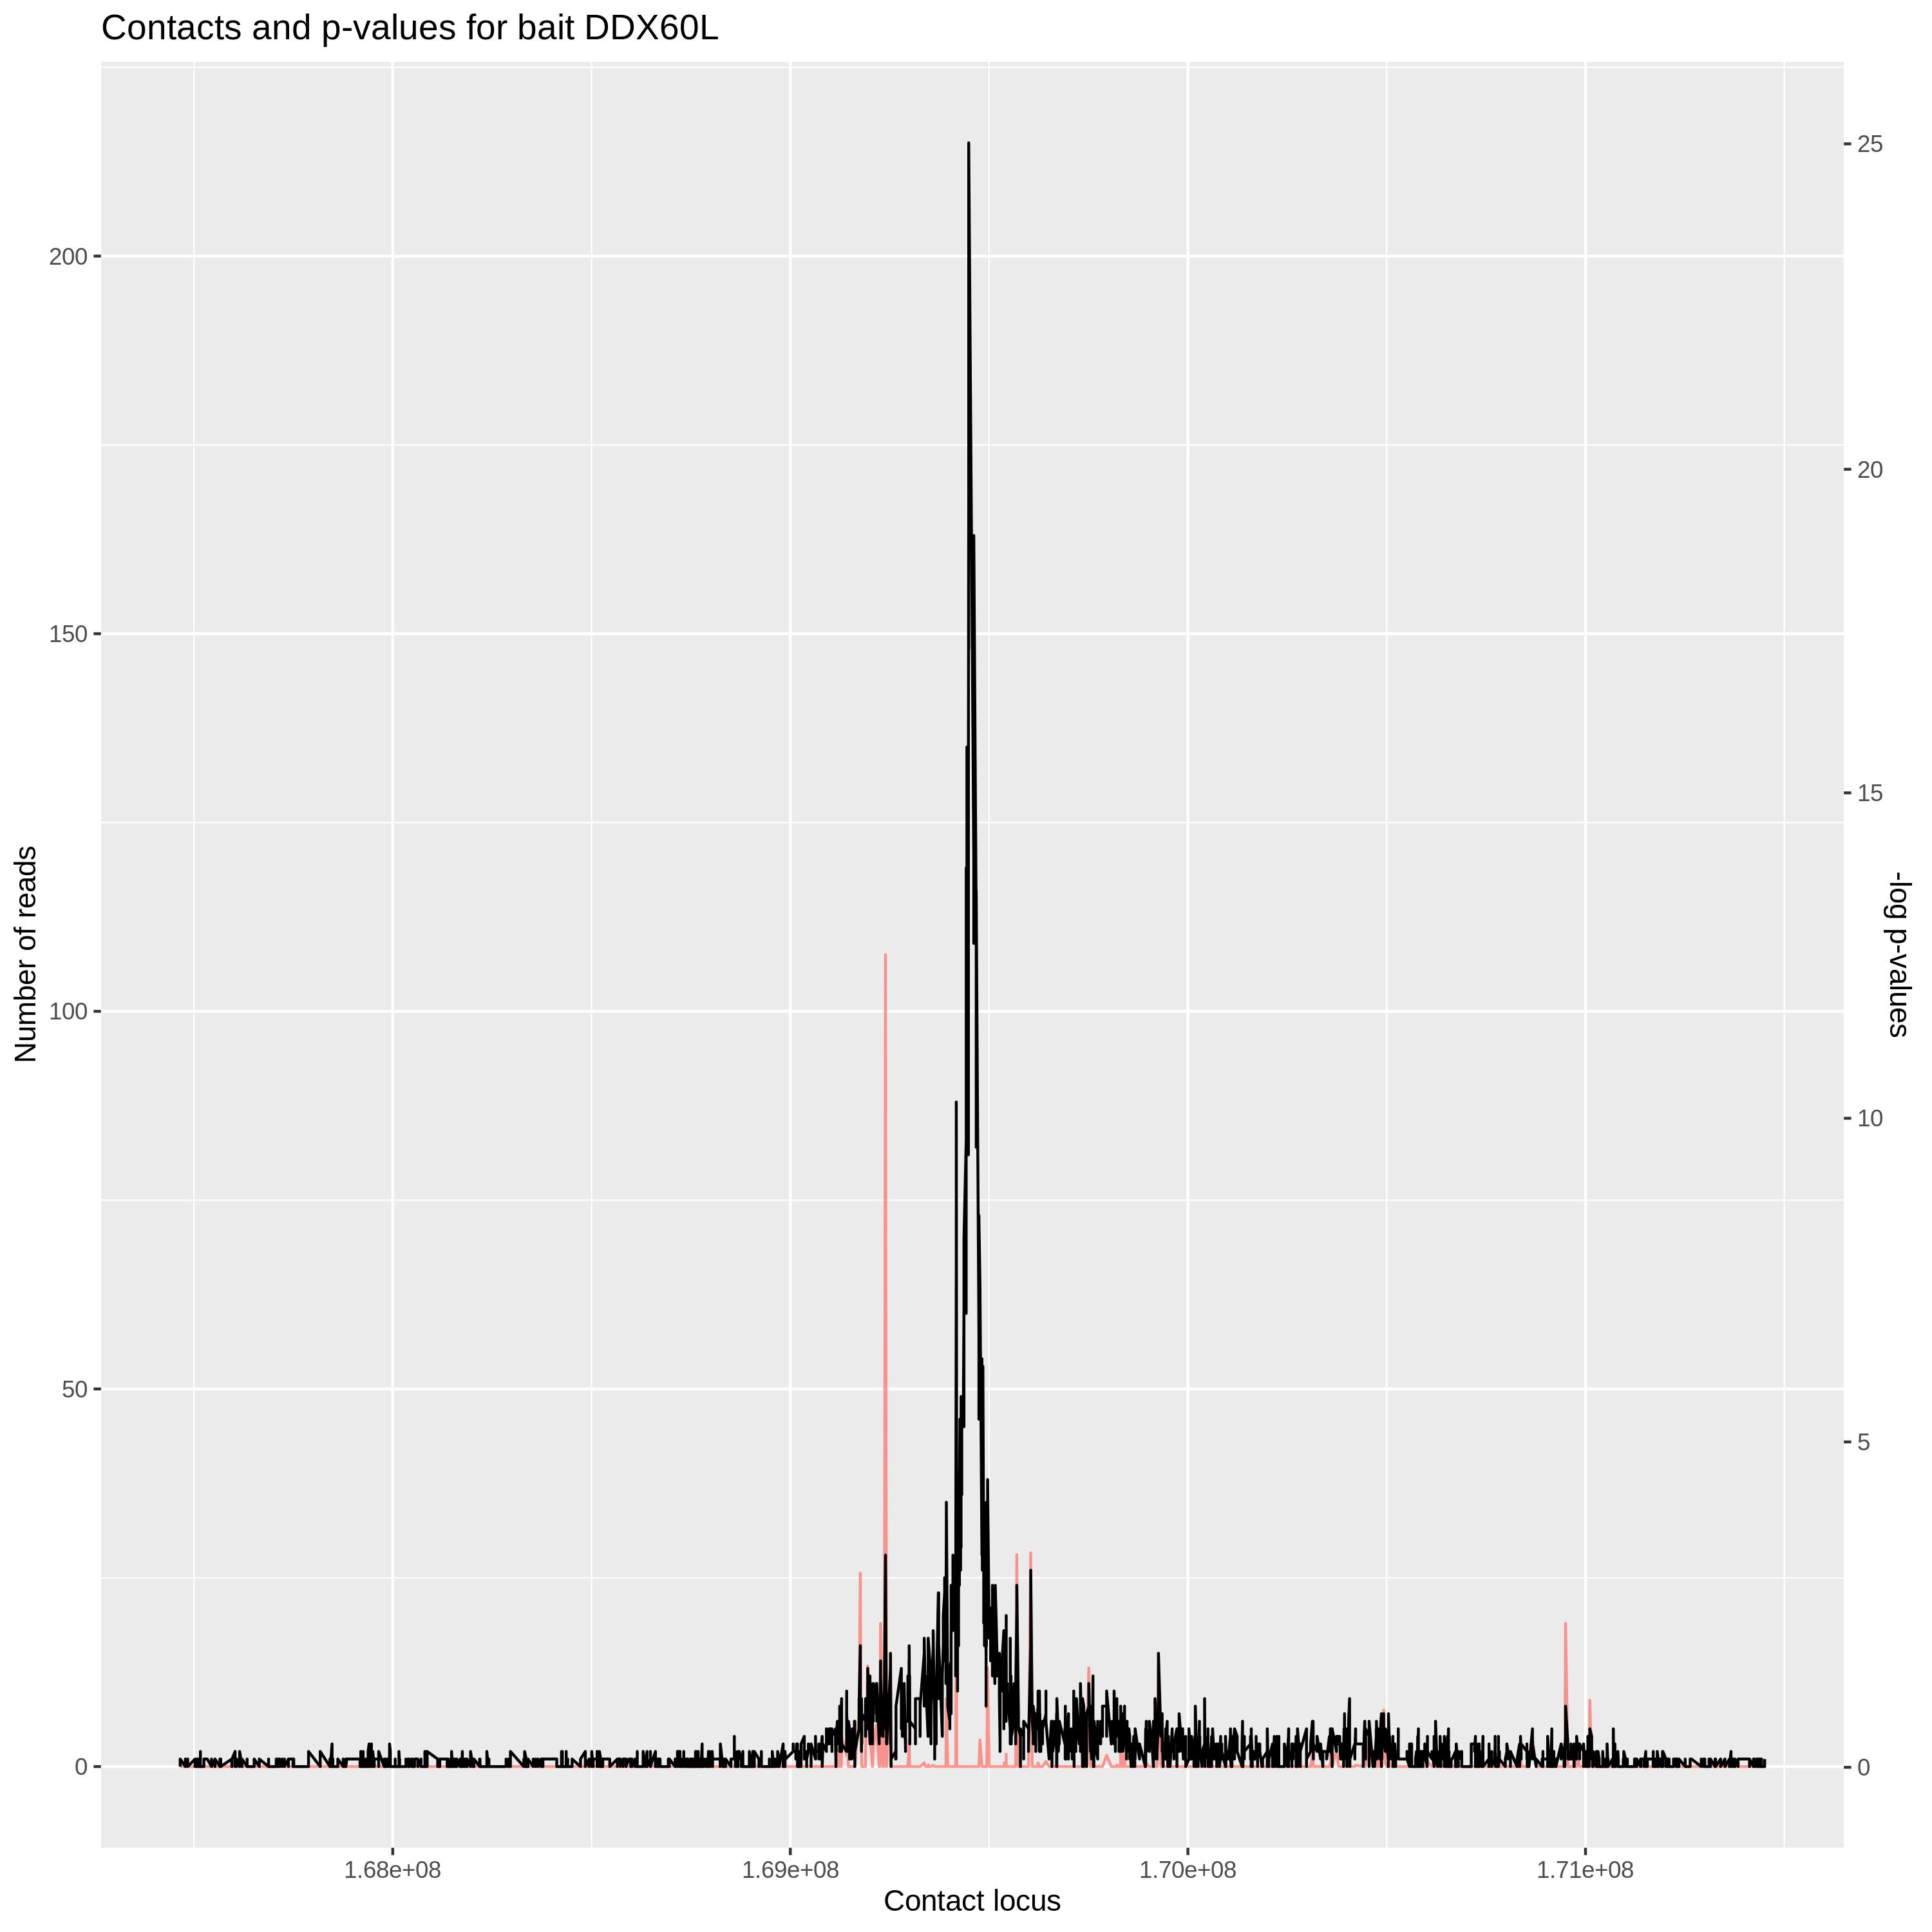 Contacts and p-values for bait DDX60L
200
150
100
50
0
Number of reads
25
20
15
10
5
0
-log p-values
1.68e+08
1.69e+08
1.70e+08
1.71e+08
Contact locus